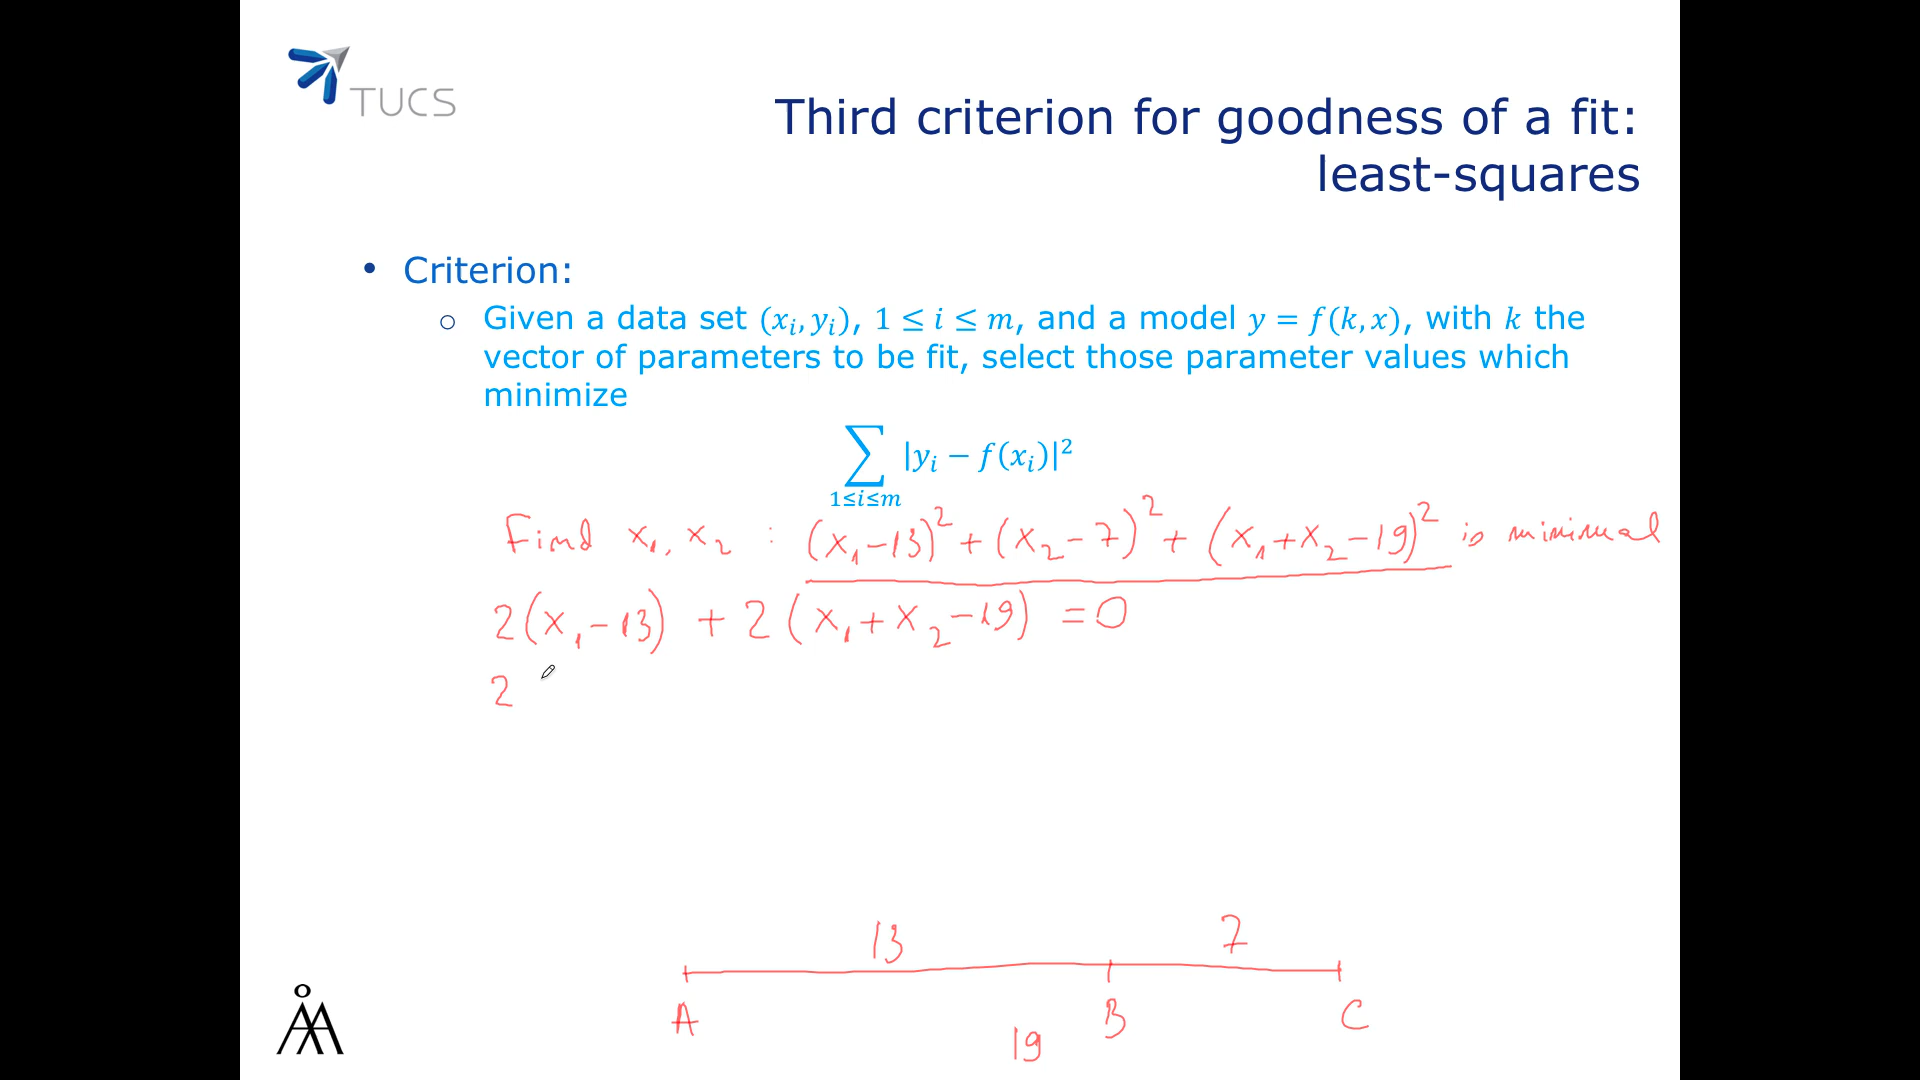 TUCS
Third criterion for goodness of a fit:
least-squares
• Criterion:
o Given a data set (xᵢ, yᵢ), 1 ≤ i ≤ m, and a model y = f(k, x), with k the
vector of parameters to be fit, select those parameter values which
minimize
∑ |yᵢ − f(xᵢ)|²
1≤i≤m
Find x₁, x₂ : (x₁−13)² + (x₂−7)² + (x₁+x₂−19)² is minimal
2(x₁−13) + 2(x₁+x₂−19) = 0
2
13 7
A B C
19